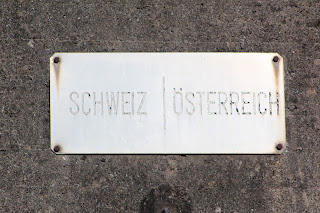 SCHWEIZ | ÖSTERREICH